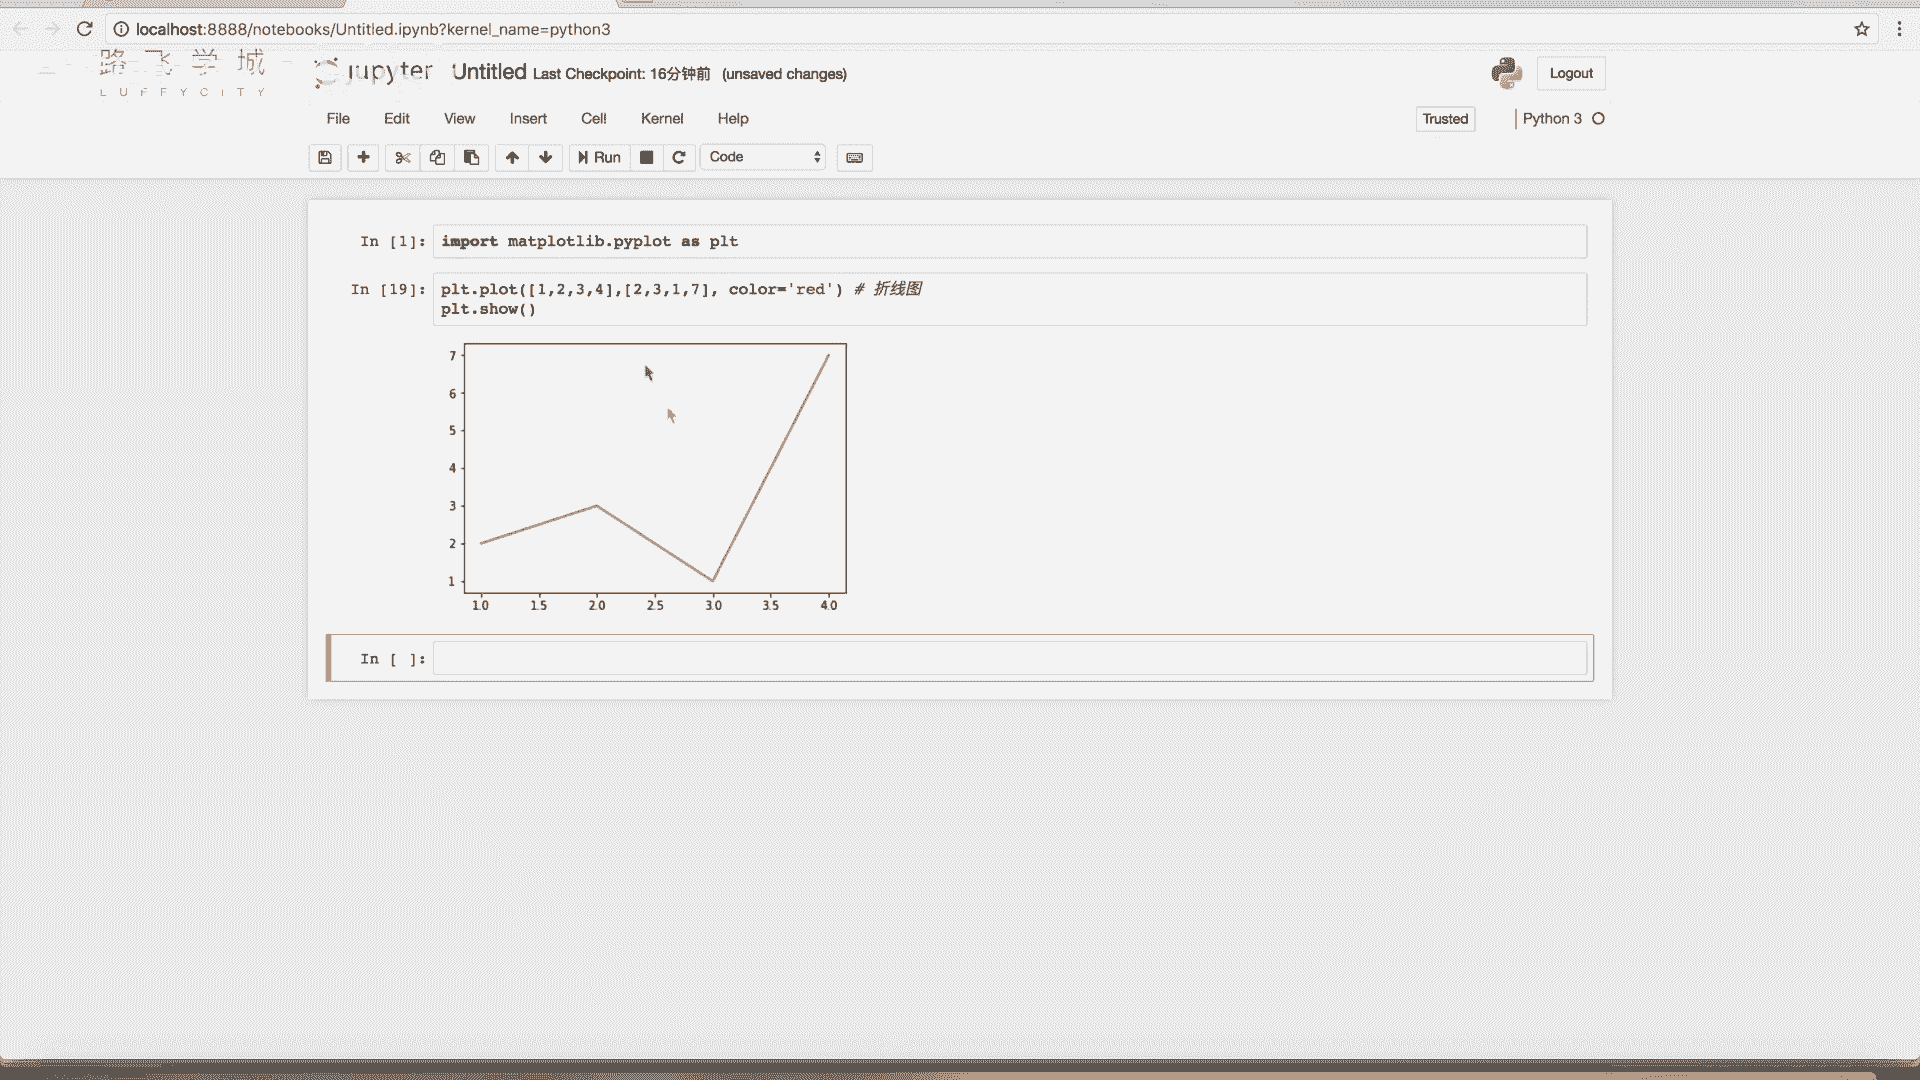 localhost:8888/notebooks/Untitled.ipynb?kernel_name=python3
路飞学城
LUFFYCITY
jupyter Untitled Last Checkpoint: 16分钟前 (unsaved changes)
Logout
File Edit View Insert Cell Kernel Help
Trusted
Python 3
Run
Code
In [1]: import matplotlib.pyplot as plt
In [19]: plt.plot([1,2,3,4],[2,3,1,7], color='red') # 折线图
plt.show()
7
6
5
4
3
2
1
1.0 1.5 2.0 2.5 3.0 3.5 4.0
In [ ]: